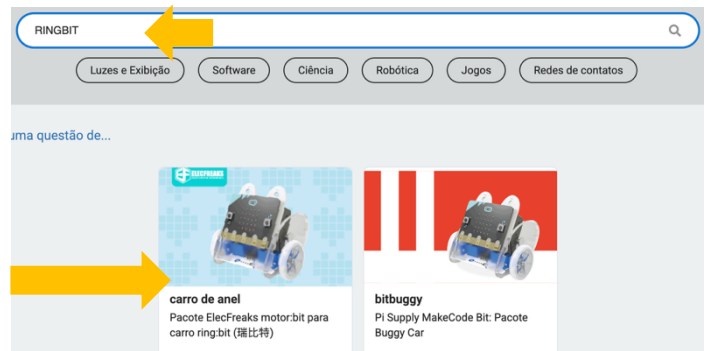 RINGBIT
Luzes e Exibição Software Ciência Robótica Jogos Redes de contatos
uma questão de...
ELECFREAKS
carro de anel
Pacote ElecFreaks motor:bit para
carro ring:bit (瑞比特)
bitbuggy
Pi Supply MakeCode Bit: Pacote
Buggy Car